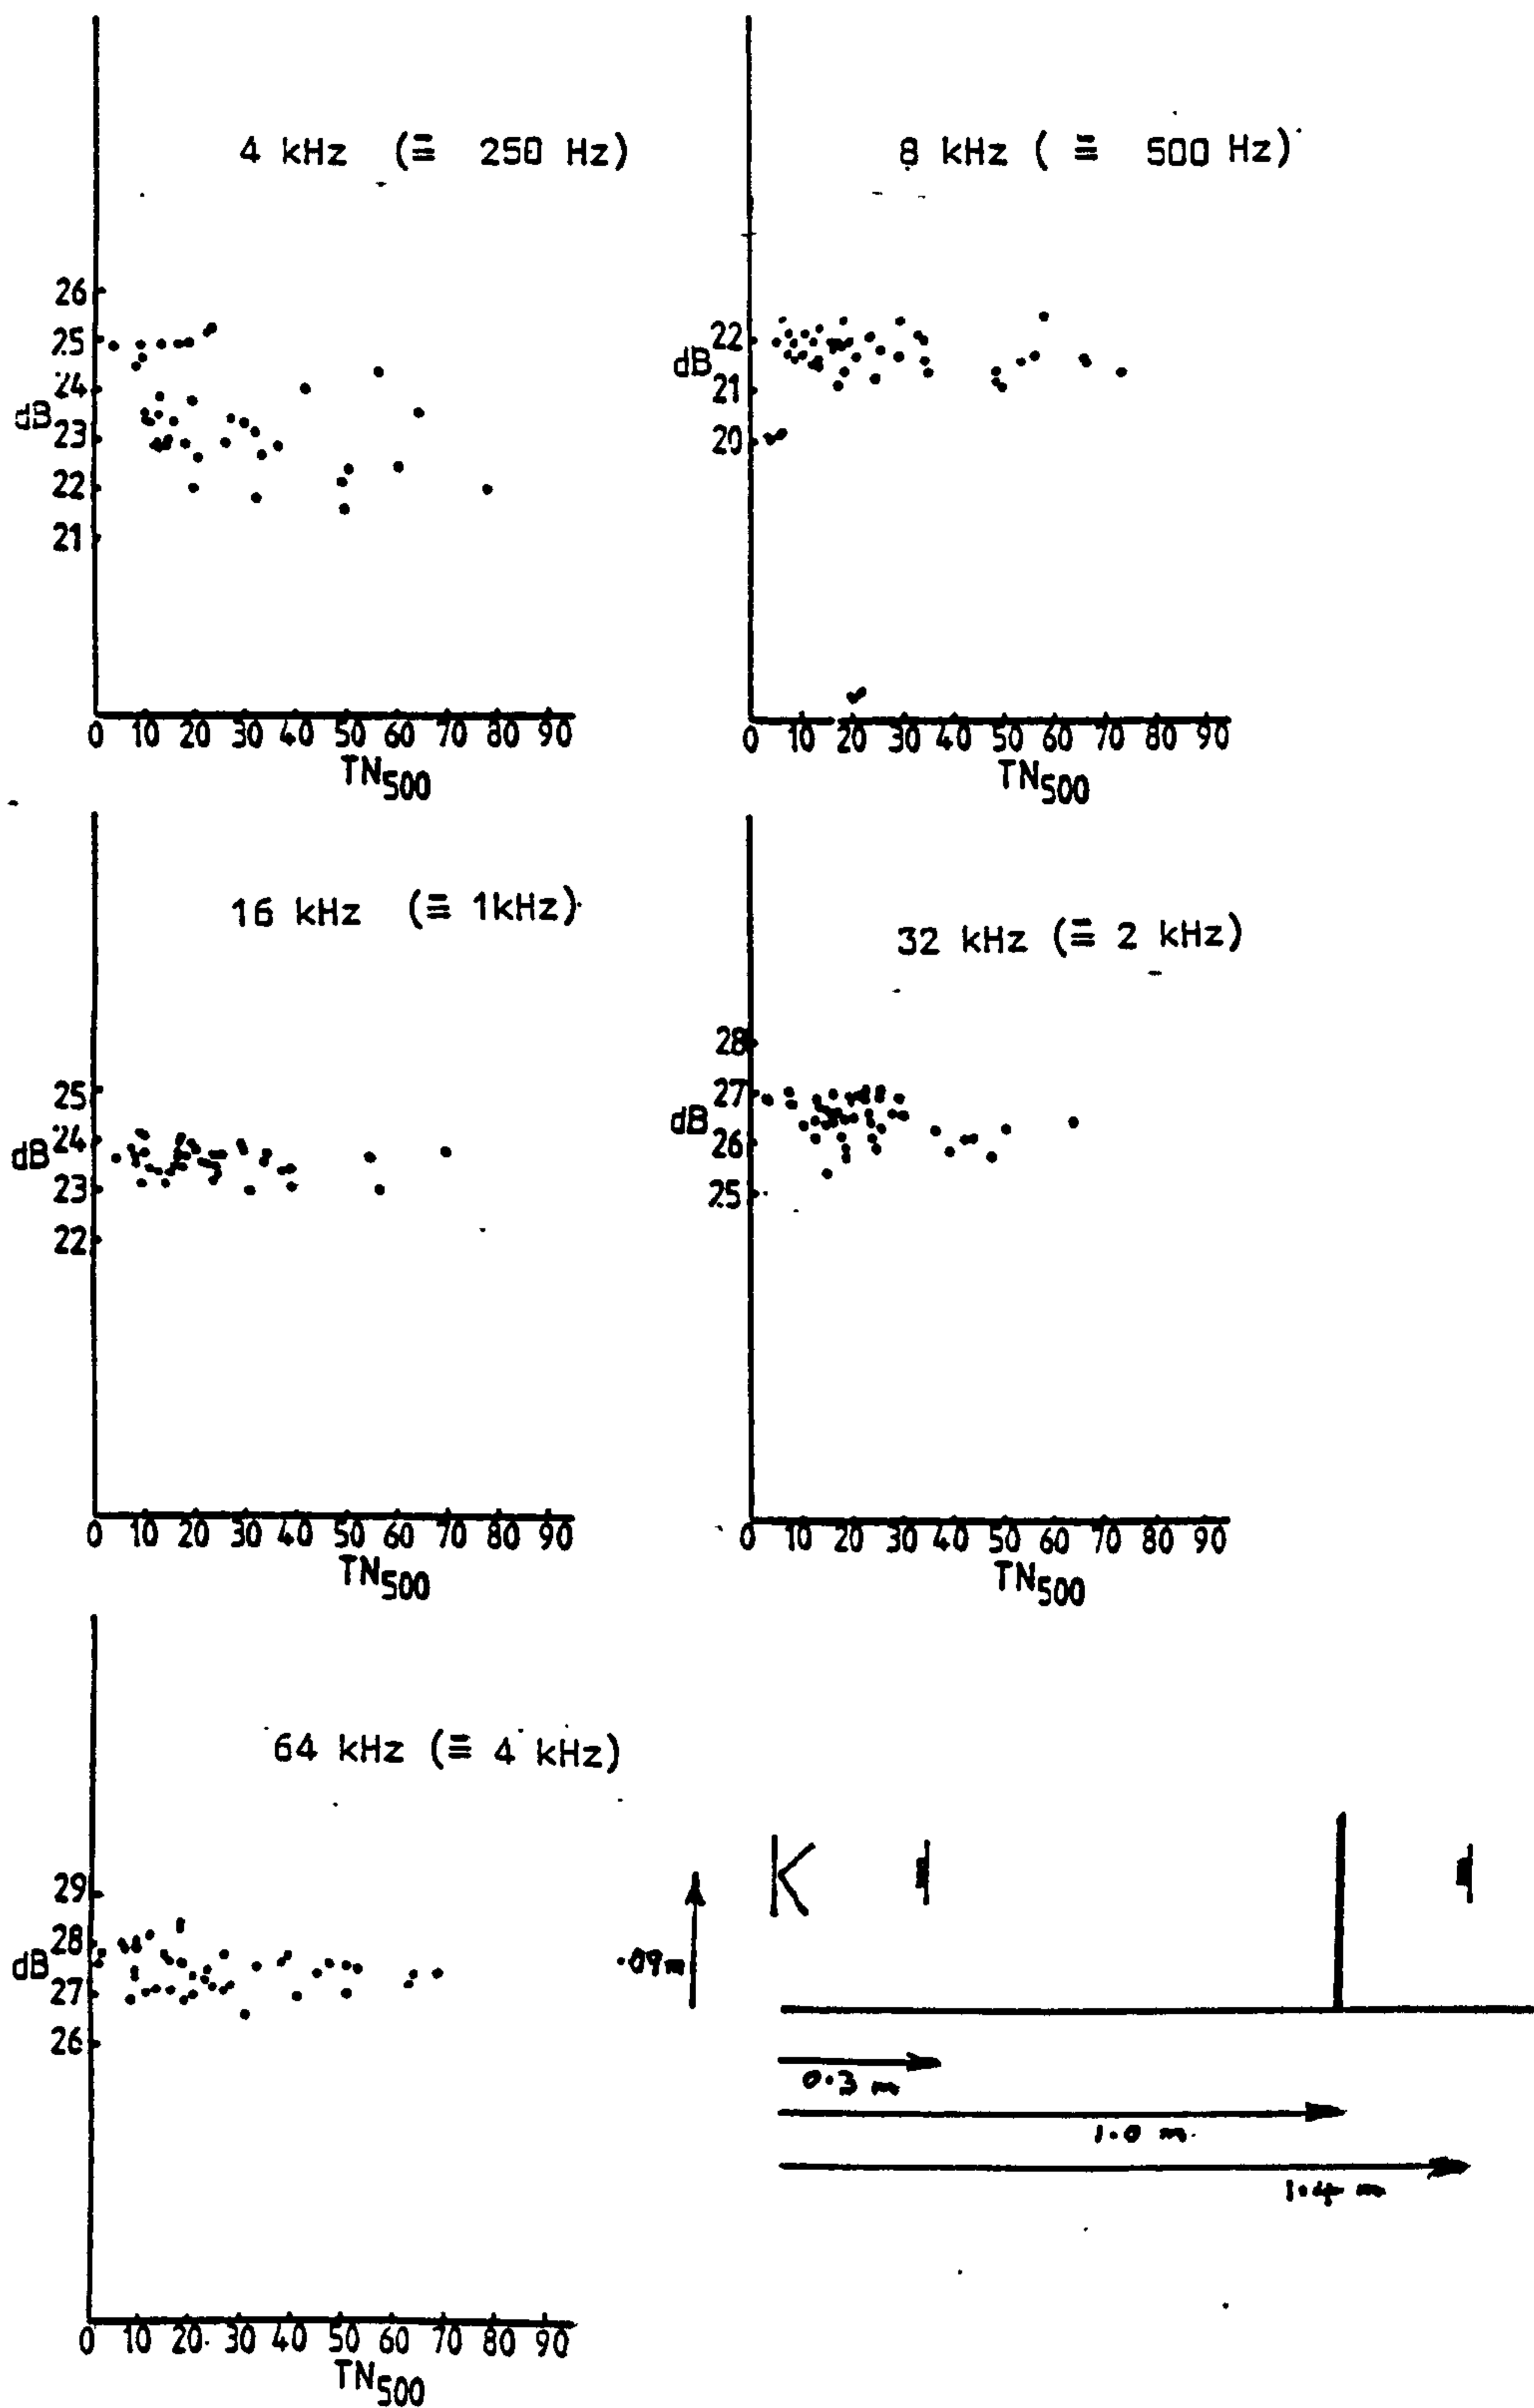 4 kHz (≡ 250 Hz)
26
25
24
dB
23
22
21
0 10 20 30 40 50 60 70 80 90
TN500
8 kHz ( ≡ 500 Hz)
22
dB
21
20
0 10 20 30 40 50 60 70 80 90
TN500
16 kHz (≡ 1kHz)
25
24
dB
23
22
0 10 20 30 40 50 60 70 80 90
TN500
32 kHz (≡ 2 kHz)
28
27
dB
26
25
0 10 20 30 40 50 60 70 80 90
TN500
64 kHz (≡ 4 kHz)
29
28
dB
27
26
0 10 20 30 40 50 60 70 80 90
TN500
.09m
0.3 m
1.0 m
1.4 m